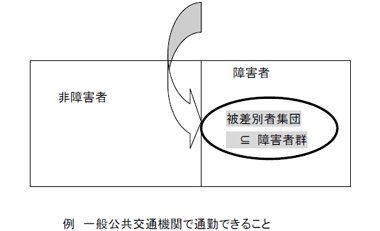 障害者
非障害者
被差別者集団
⊆ 障害者群
例 一般公共交通機関で通勤できること